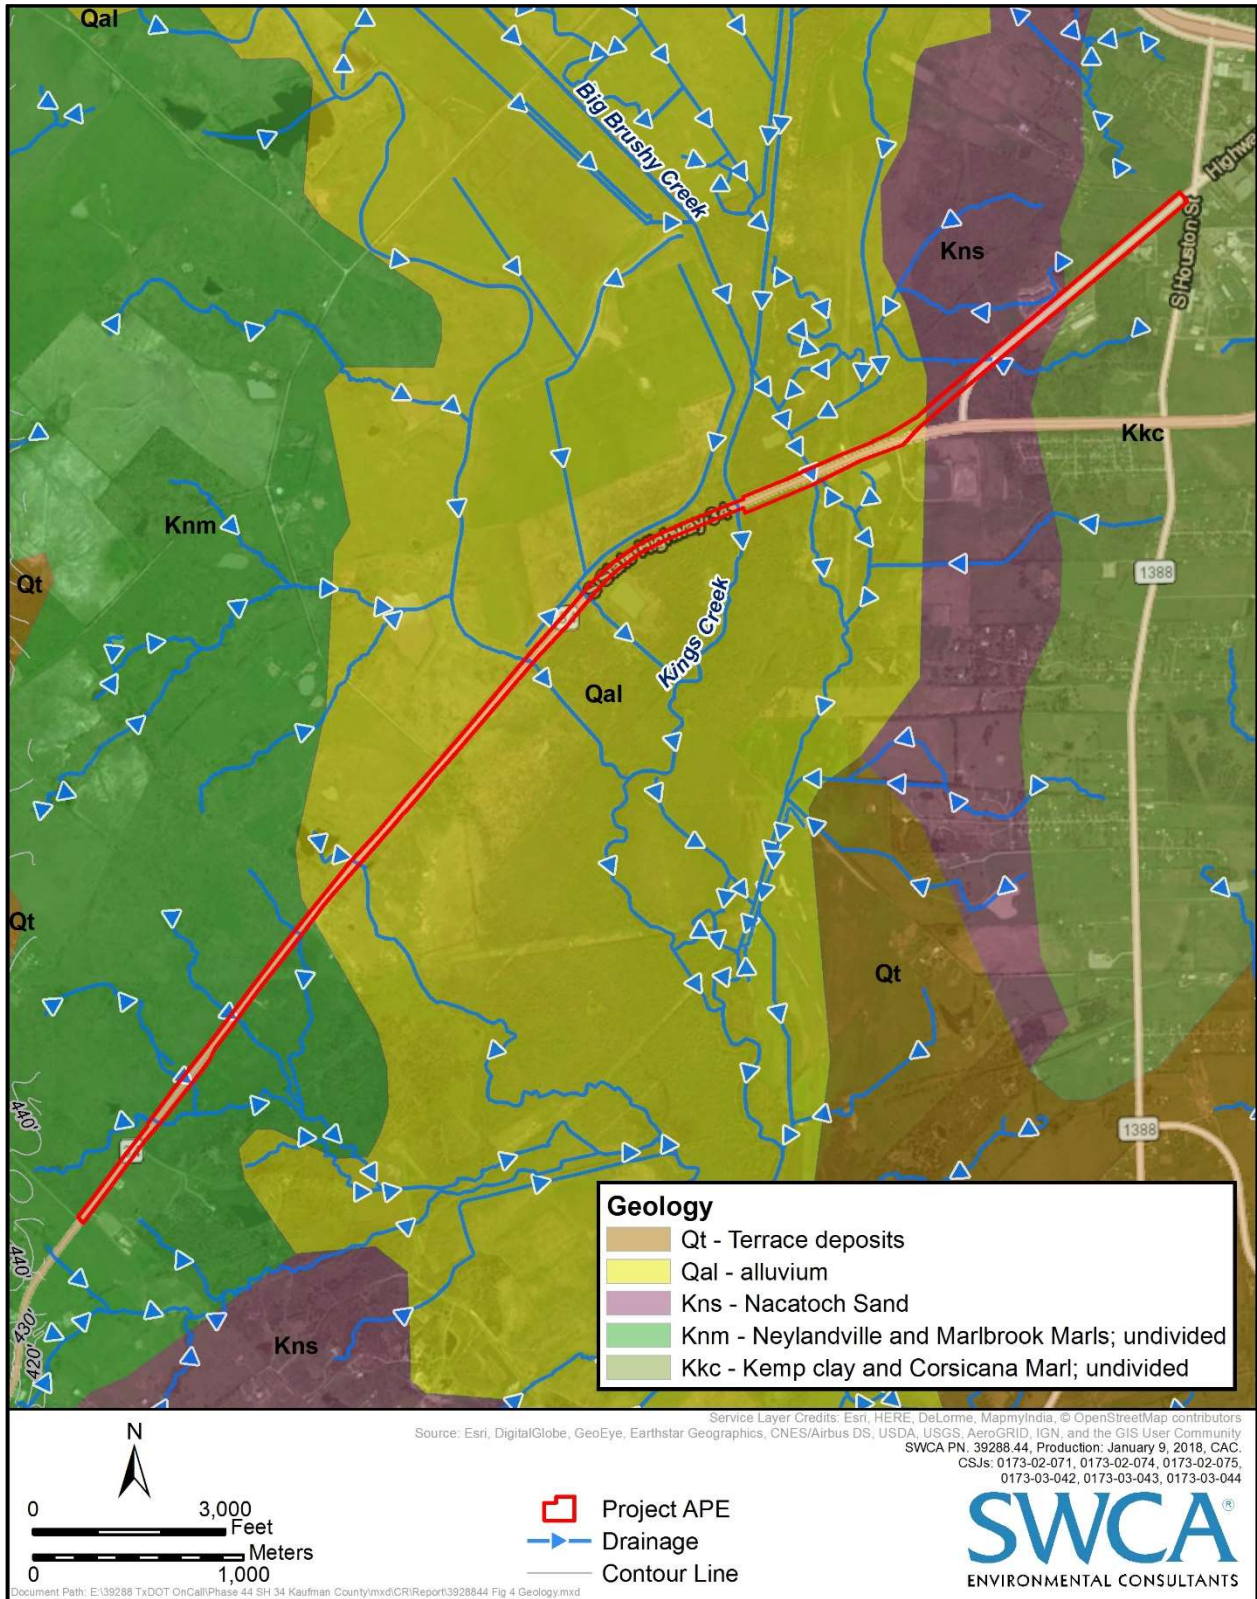 Qal
Big Brushy Creek
Highwa
S Houston St
Kns
Kkc
Knm
1388
Qt
Kings Creek
Qal
Qt
Qt
440'
1388
440'
430'
420'
Kns
Geology
Qt - Terrace deposits
Qal - alluvium
Kns - Nacatoch Sand
Knm - Neylandville and Marlbrook Marls; undivided
Kkc - Kemp clay and Corsicana Marl; undivided
Service Layer Credits: Esri, HERE, DeLorme, MapmyIndia, © OpenStreetMap contributors
Source: Esri, DigitalGlobe, GeoEye, Earthstar Geographics, CNES/Airbus DS, USDA, USGS, AeroGRID, IGN, and the GIS User Community
SWCA PN. 39288.44, Production: January 9, 2018, CAC.
CSJs: 0173-02-071, 0173-02-074, 0173-02-075,
0173-03-042, 0173-03-043, 0173-03-044
N
0 3,000
Feet
Meters
0 1,000
Project APE
Drainage
Contour Line
SWCA®
ENVIRONMENTAL CONSULTANTS
Document Path: E:\39288 TxDOT OnCall\Phase 44 SH 34 Kaufman County\mxd\CR\Report\3928844 Fig 4 Geology.mxd